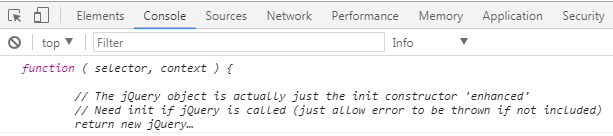 Elements Console Sources Network Performance Memory Application Security
top ▼ Filter Info ▼
function ( selector, context ) {
// The jQuery object is actually just the init constructor 'enhanced'
// Need init if jQuery is called (just allow error to be thrown if not included)
return new jQuery…